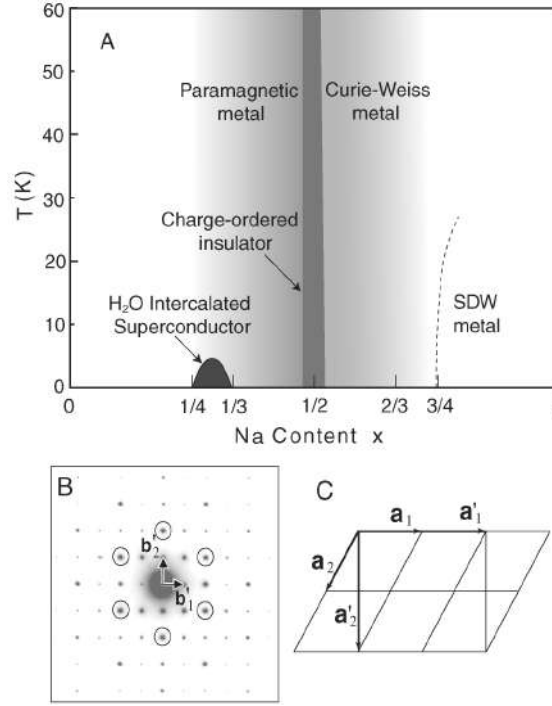 A
60
50
40
30
20
10
0
T (K)
Paramagnetic
metal
Curie-Weiss
metal
Charge-ordered
insulator
H₂O Intercalated
Superconductor
SDW
metal
0
1/4
1/3
1/2
2/3
3/4
Na Content x
B
b'₂
b'₁
C
a₁
a'₁
a₂
a'₂